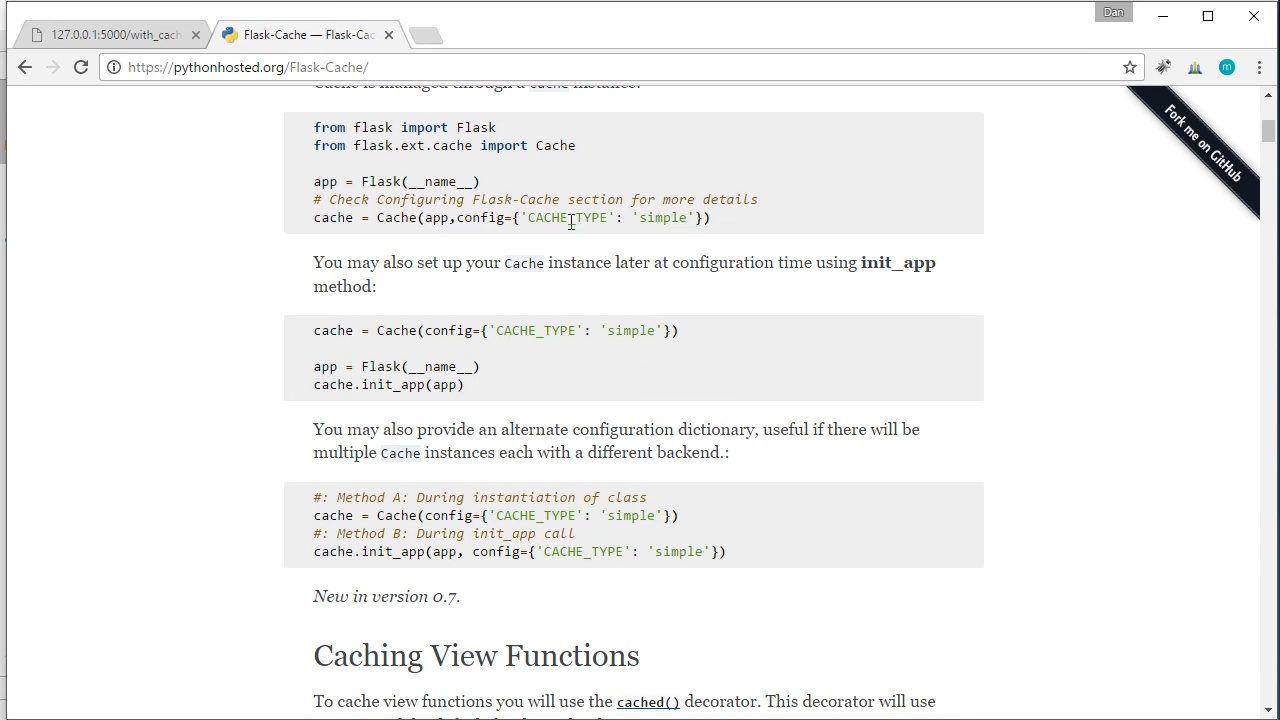 Dan
127.0.0.1:5000/with_cach
Flask-Cache — Flask-Cac
https://pythonhosted.org/Flask-Cache/
m
Cache is managed through a Cache instance:
Fork me on GitHub
from flask import Flask
from flask.ext.cache import Cache
app = Flask(__name__)
# Check Configuring Flask-Cache section for more details
cache = Cache(app,config={'CACHE_TYPE': 'simple'})
You may also set up your Cache instance later at configuration time using init_app
method:
cache = Cache(config={'CACHE_TYPE': 'simple'})
app = Flask(__name__)
cache.init_app(app)
You may also provide an alternate configuration dictionary, useful if there will be
multiple Cache instances each with a different backend.:
#: Method A: During instantiation of class
cache = Cache(config={'CACHE_TYPE': 'simple'})
#: Method B: During init_app call
cache.init_app(app, config={'CACHE_TYPE': 'simple'})
New in version 0.7.
Caching View Functions
To cache view functions you will use the cached() decorator. This decorator will use